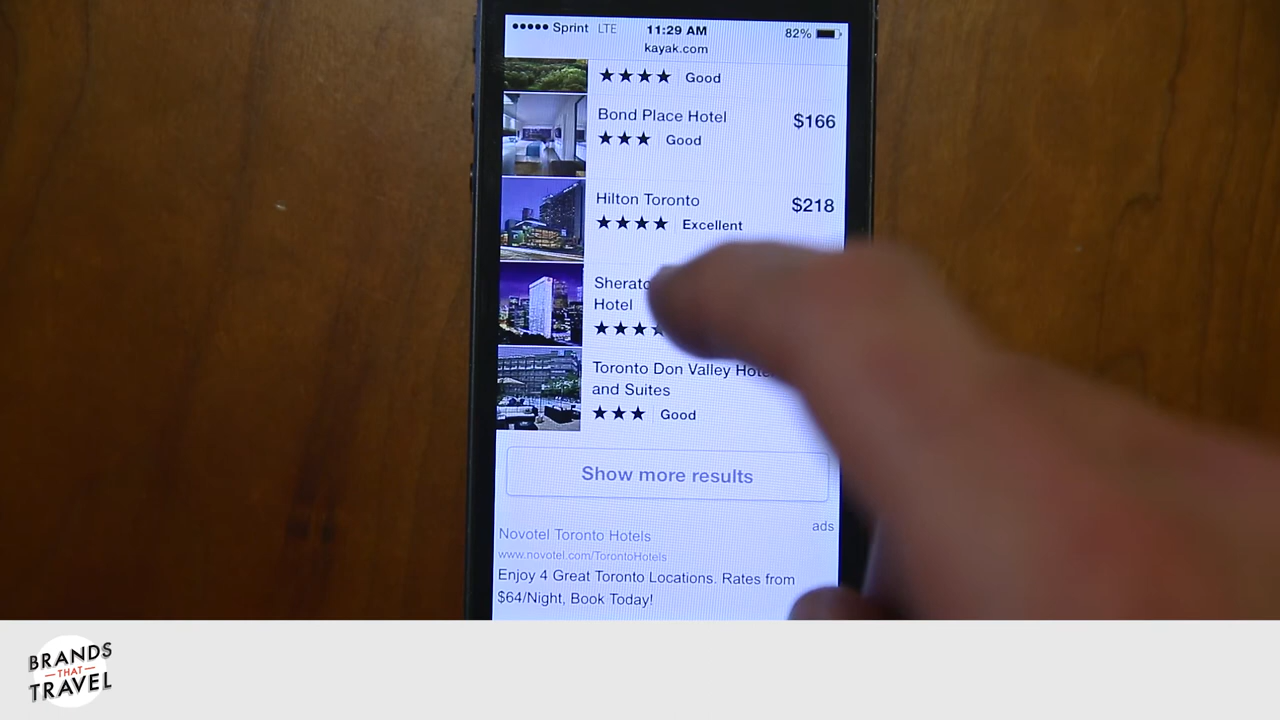 Sprint LTE 11:29 AM 82%
kayak.com
Good
Bond Place Hotel $166
Good
Hilton Toronto $218
Excellent
Hotel
Toronto Don Valley
and Suites
Good
Show more results
ads
Novotel Toronto Hotels
www.novotel.com/TorontoHotels
Enjoy 4 Great Toronto Locations. Rates from
$64/Night, Book Today!
BRANDS
THAT
TRAVEL